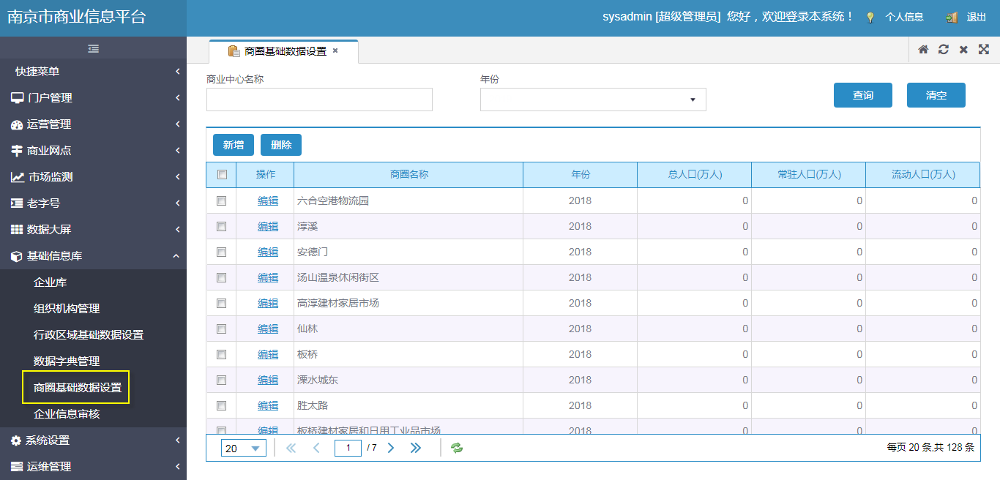 南京市商业信息平台
sysadmin [超级管理员] 您好，欢迎登录本系统！ 个人信息 退出
快捷菜单
门户管理
运营管理
商业网点
市场监测
老字号
数据大屏
基础信息库
企业库
组织机构管理
行政区域基础数据设置
数据字典管理
商圈基础数据设置
企业信息审核
系统设置
运维管理
商圈基础数据设置
商业中心名称 年份 查询 清空
新增 删除
操作 商圈名称 年份 总人口(万人) 常驻人口(万人) 流动人口(万人)
编辑 六合空港物流园 2018 0 0 0
编辑 淳溪 2018 0 0 0
编辑 安德门 2018 0 0 0
编辑 汤山温泉休闲街区 2018 0 0 0
编辑 高淳建材家居市场 2018 0 0 0
编辑 仙林 2018 0 0 0
编辑 板桥 2018 0 0 0
编辑 溧水城东 2018 0 0 0
编辑 胜太路 2018 0 0 0
编辑 板桥建材家居和日用工业品市场 2018 0 0 0
20 1 / 7 每页 20 条,共 128 条